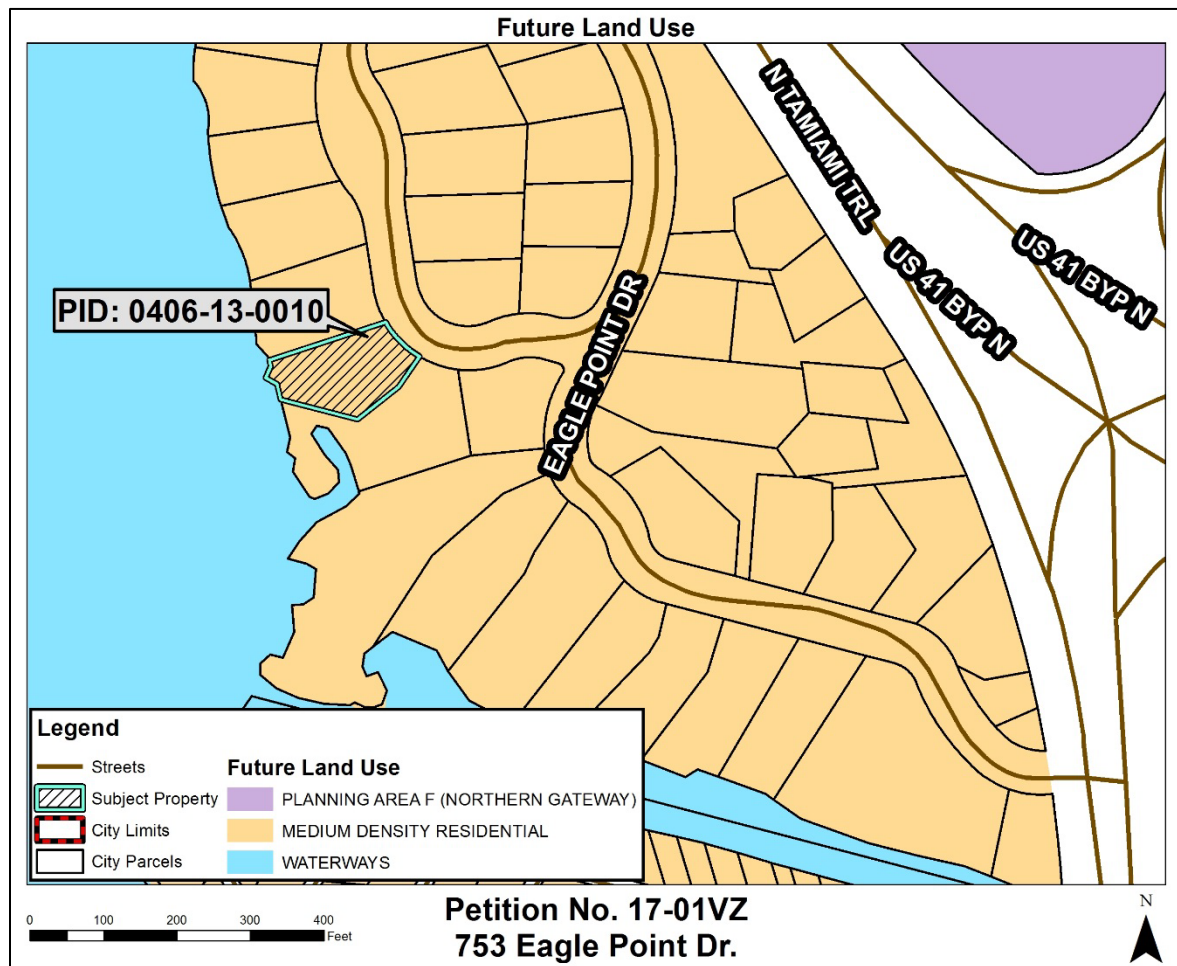 Future Land Use
N TAMIAMI TRL
US 41 BYP N
US 41 BYP N
PID: 0406-13-0010
EAGLE POINT DR
Legend
Streets
Subject Property
City Limits
City Parcels
Future Land Use
PLANNING AREA F (NORTHERN GATEWAY)
MEDIUM DENSITY RESIDENTIAL
WATERWAYS
0 100 200 300 400
Feet
Petition No. 17-01VZ
753 Eagle Point Dr.
N